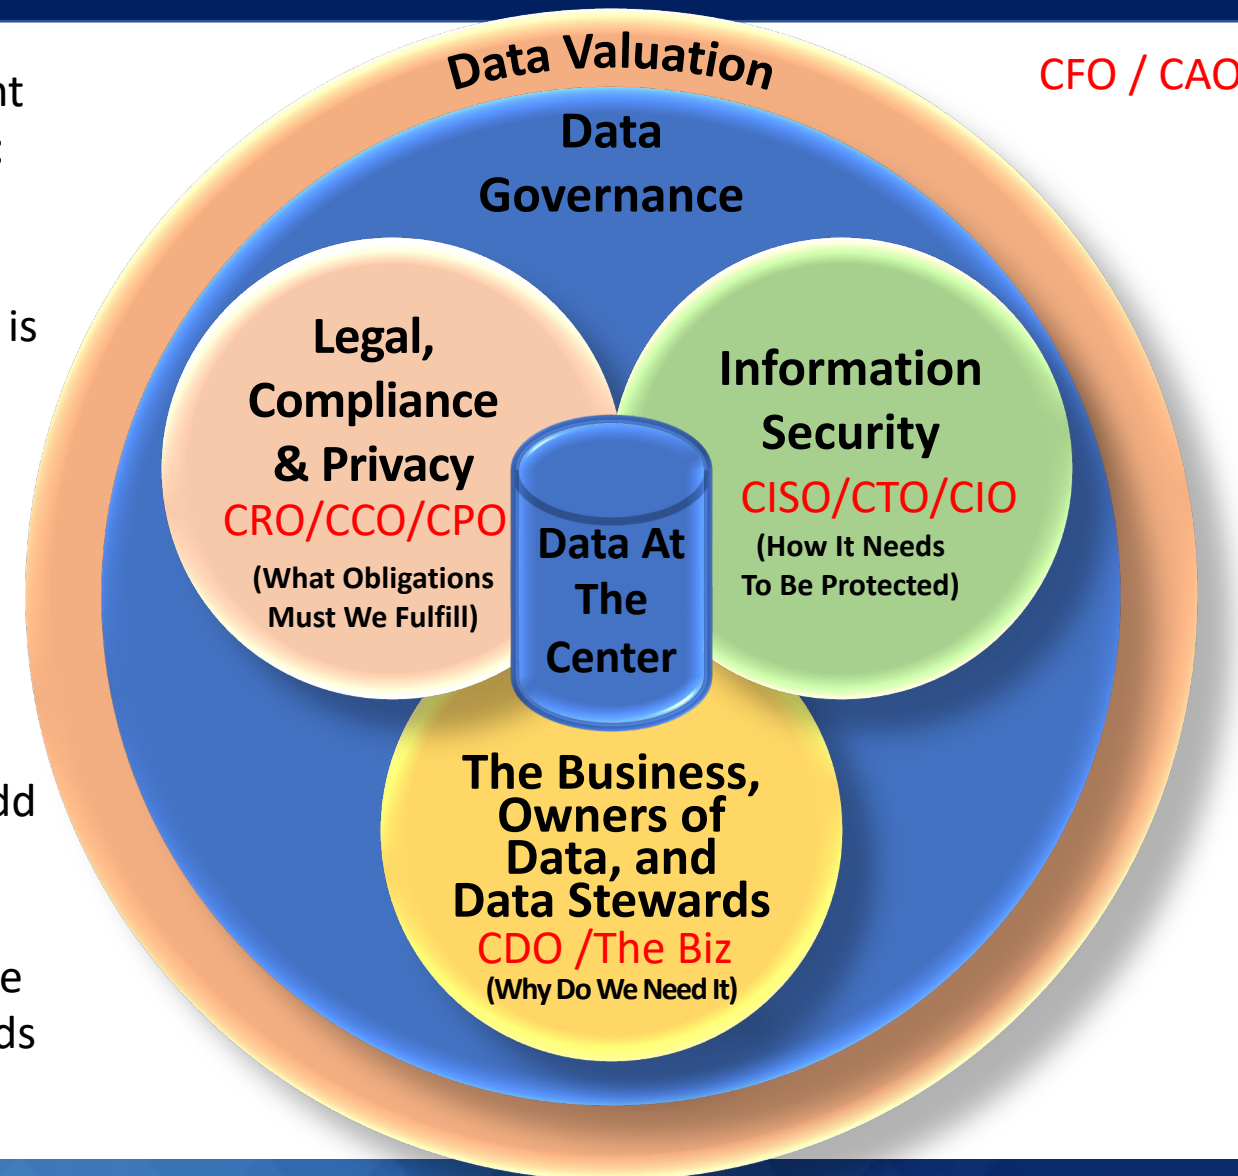 Data Valuation
CFO / CAO
Data
Governance
Legal,
Compliance
& Privacy
CRO/CCO/CPO
(What Obligations
Must We Fulfill)
Information
Security
CISO/CTO/CIO
(How It Needs
To Be Protected)
Data At
The
Center
The Business,
Owners of
Data, and
Data Stewards
CDO /The Biz
(Why Do We Need It)
is